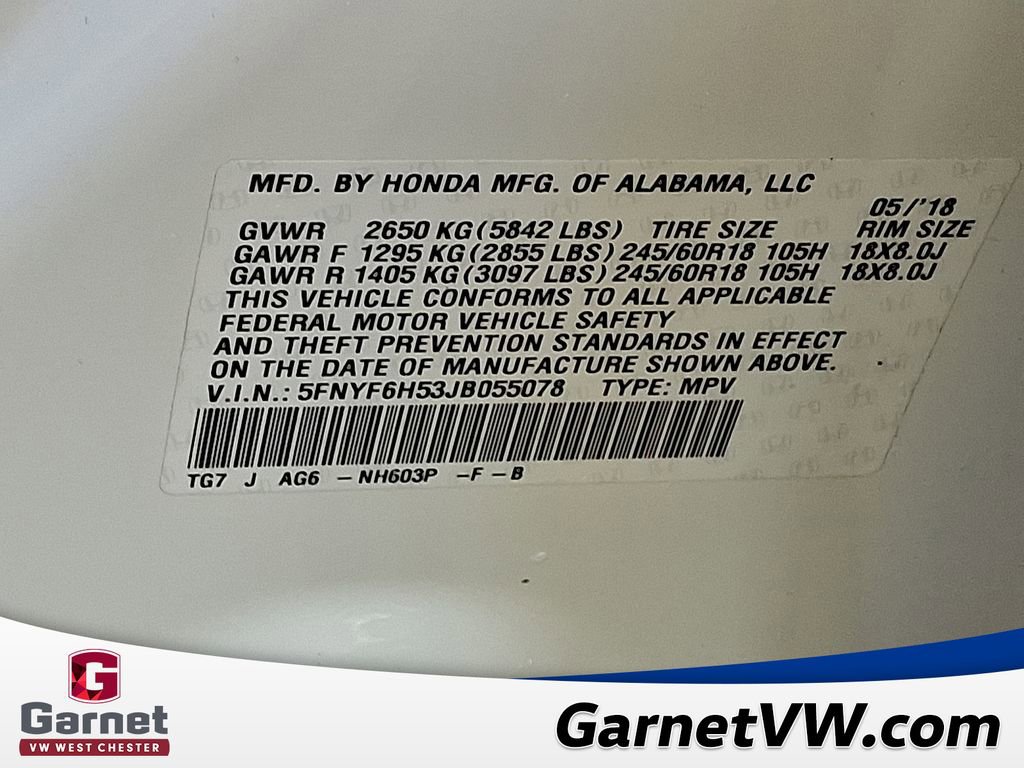 MFD. BY HONDA MFG. OF ALABAMA, LLC
05/'18
GVWR 2650 KG (5842 LBS) TIRE SIZE RIM SIZE
GAWR F 1295 KG (2855 LBS) 245/60R18 105H 18X8.0J
GAWR R 1405 KG (3097 LBS) 245/60R18 105H 18X8.0J
THIS VEHICLE CONFORMS TO ALL APPLICABLE
FEDERAL MOTOR VEHICLE SAFETY
AND THEFT PREVENTION STANDARDS IN EFFECT
ON THE DATE OF MANUFACTURE SHOWN ABOVE.
V.I.N.: 5FNYF6H53JB055078 TYPE: MPV
TG7 J AG6 - NH603P - F - B
G
Garnet
VW WEST CHESTER
GarnetVW.com